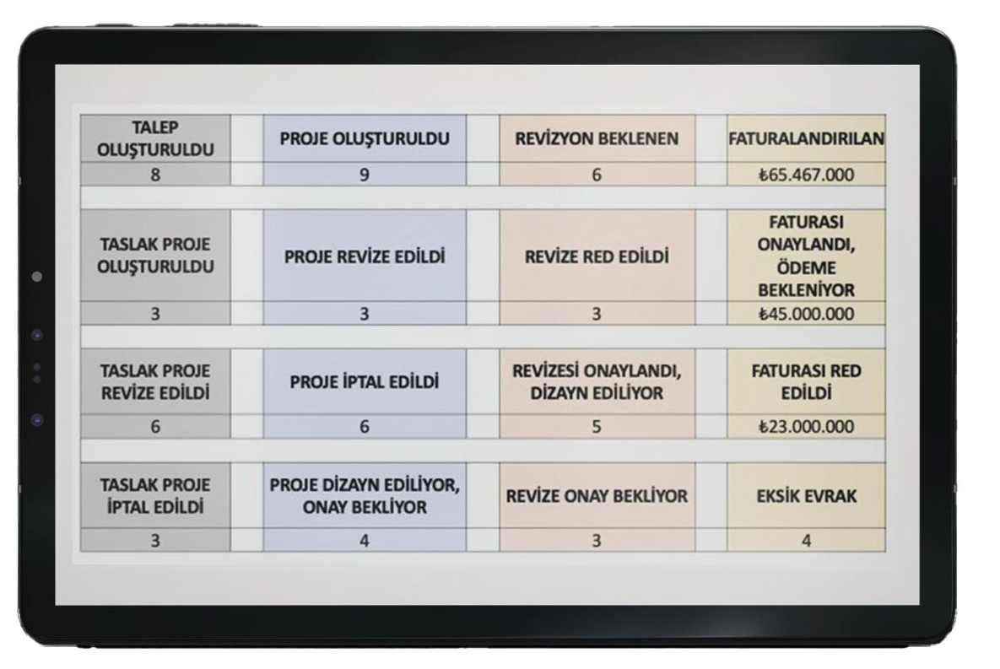 TALEP
OLUŞTURULDU
PROJE OLUŞTURULDU
REVİZYON BEKLENEN
FATURALANDIRILAN
8
9
6
₺65.467.000
TASLAK PROJE
OLUŞTURULDU
PROJE REVİZE EDİLDİ
REVİZE RED EDİLDİ
FATURASI
ONAYLANDI,
ÖDEME
BEKLENİYOR
3
3
3
₺45.000.000
TASLAK PROJE
REVİZE EDİLDİ
PROJE İPTAL EDİLDİ
REVİZESİ ONAYLANDI,
DİZAYN EDİLİYOR
FATURASI RED
EDİLDİ
6
6
5
₺23.000.000
TASLAK PROJE
İPTAL EDİLDİ
PROJE DİZAYN EDİLİYOR,
ONAY BEKLİYOR
REVİZE ONAY BEKLİYOR
EKSİK EVRAK
3
4
3
4